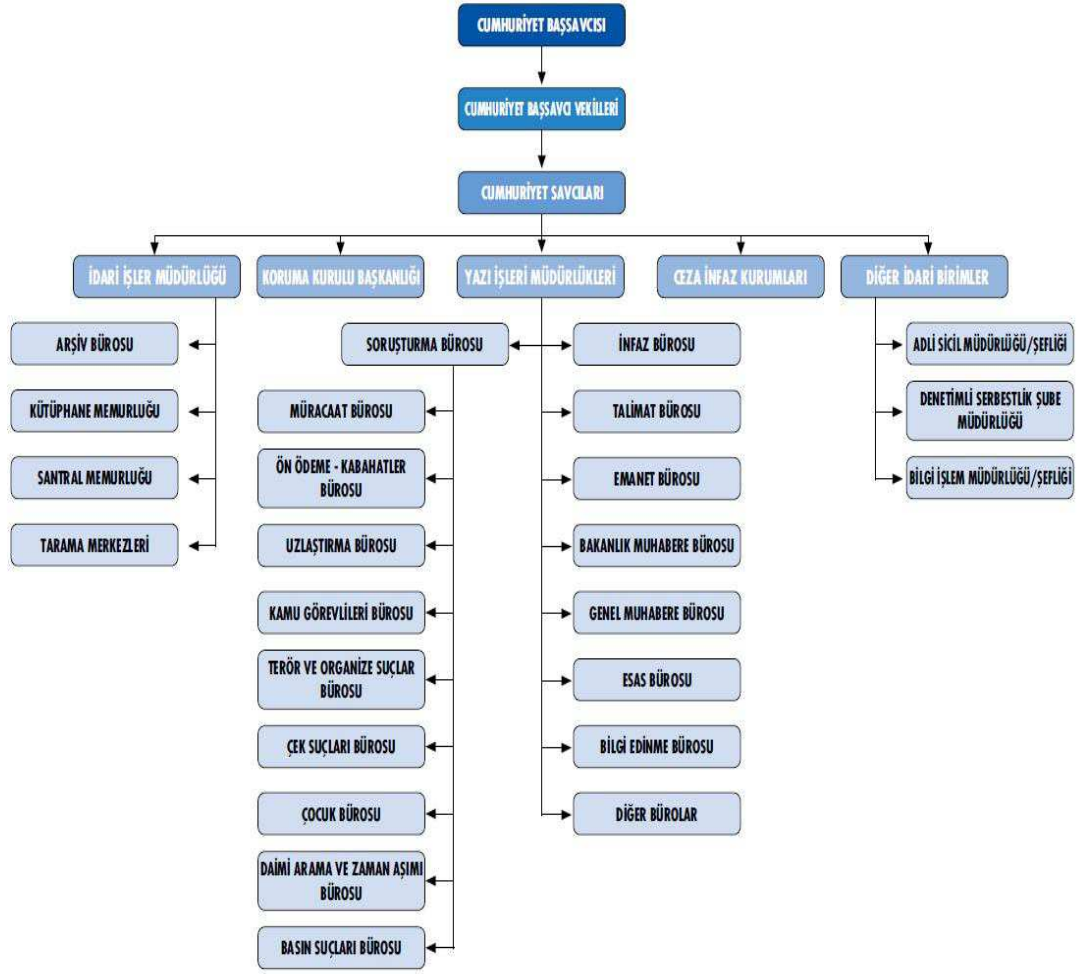 CUMHURİYET BAŞSAVCISI
CUMHURİYET BAŞSAVCI VEKİLLERİ
CUMHURİYET SAVCILARI
İDARİ İŞLER MÜDÜRLÜĞÜ
KORUMA KURULU BAŞKANLIĞI
YAZI İŞLERİ MÜDÜRLÜKLERİ
CEZA İNFAZ KURUMLARI
DİĞER İDARİ BİRİMLER
ARŞİV BÜROSU
KÜTÜPHANE MEMURLUĞU
SANTRAL MEMURLUĞU
TARAMA MERKEZLERİ
SORUŞTURMA BÜROSU
MÜRACAAT BÜROSU
ÖN ÖDEME - KABAHATLER
BÜROSU
UZLAŞTIRMA BÜROSU
KAMU GÖREVLİLERİ BÜROSU
TERÖR VE ORGANİZE SUÇLAR
BÜROSU
ÇEK SUÇLARI BÜROSU
ÇOCUK BÜROSU
DAİMİ ARAMA VE ZAMAN AŞIMI
BÜROSU
BASIN SUÇLARI BÜROSU
İNFAZ BÜROSU
TALİMAT BÜROSU
EMANET BÜROSU
BAKANLIK MUHABERE BÜROSU
GENEL MUHABERE BÜROSU
ESAS BÜROSU
BİLGİ EDİNME BÜROSU
DİĞER BÜROLAR
ADLİ SİCİL MÜDÜRLÜĞÜ/ŞEFLİĞİ
DENETİMLİ SERBESTLİK ŞUBE
MÜDÜRLÜĞÜ
BİLGİ İŞLEM MÜDÜRLÜĞÜ/ŞEFLİĞİ